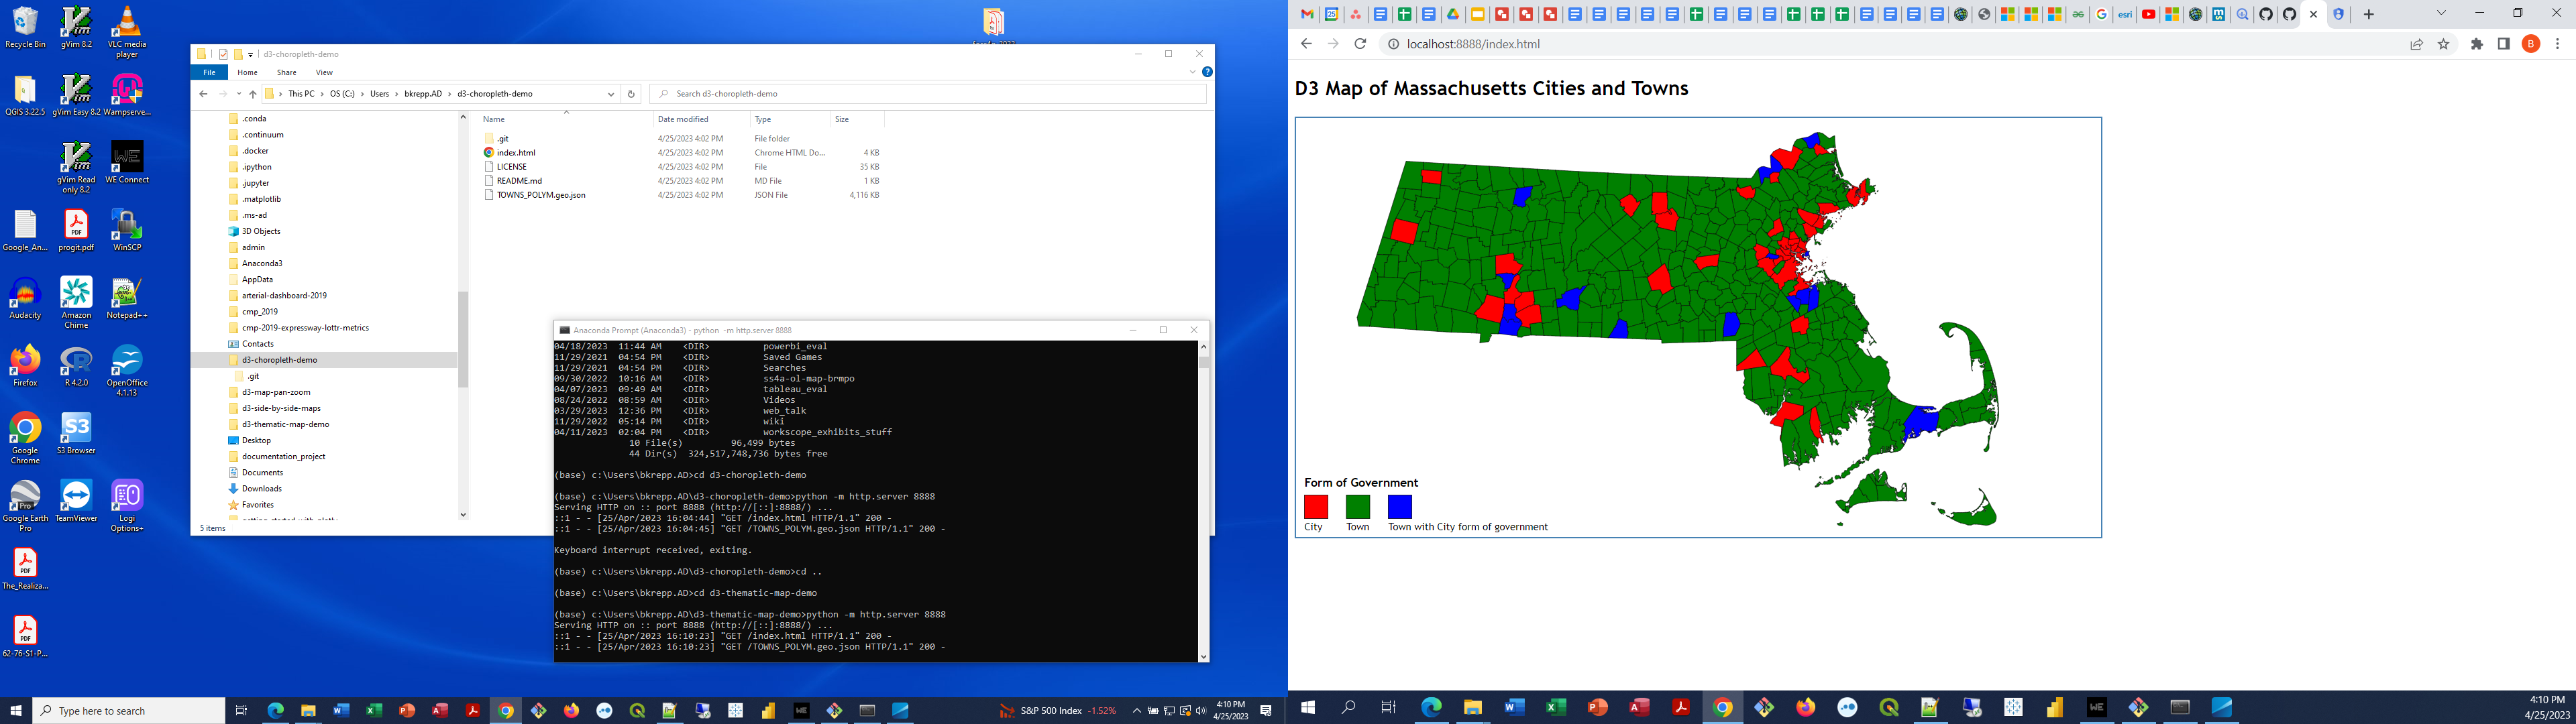 Recycle Bin
gVim 8.2
VLC media player
QGIS 3.22.5
gVim Easy 8.2
Wampserve...
gVim Read only 8.2
WE Connect
Google_An...
progit.pdf
WinSCP
Audacity
Amazon Chime
Notepad++
Firefox
R 4.2.0
OpenOffice 4.1.13
Google Chrome
S3 Browser
Google Earth Pro
TeamViewer
Logi Options+
The_Realiza...
62-76-S1-P...
d3-choropleth-demo
File Home Share View
This PC > OS (C:) > Users > bkrepp.AD > d3-choropleth-demo
Search d3-choropleth-demo
.conda
.continuum
.docker
.ipython
.jupyter
.matplotlib
.ms-ad
3D Objects
admin
Anaconda3
AppData
arterial-dashboard-2019
cmp_2019
cmp-2019-expressway-lottr-metrics
Contacts
d3-choropleth-demo
.git
d3-map-pan-zoom
d3-side-by-side-maps
d3-thematic-map-demo
Desktop
documentation_project
Documents
Downloads
Favorites
5 items
Name Date modified Type Size
.git 4/25/2023 4:02 PM File folder
index.html 4/25/2023 4:02 PM Chrome HTML Do... 4 KB
LICENSE 4/25/2023 4:02 PM File 35 KB
README.md 4/25/2023 4:02 PM MD File 1 KB
TOWNS_POLYM.geo.json 4/25/2023 4:02 PM JSON File 4,116 KB
Anaconda Prompt (Anaconda3) - python -m http.server 8888
04/18/2023 11:44 AM <DIR> powerbi_eval
11/29/2021 04:54 PM <DIR> Saved Games
11/29/2021 04:54 PM <DIR> Searches
09/30/2022 10:16 AM <DIR> ss4a-ol-map-brmpo
04/07/2023 09:49 AM <DIR> tableau_eval
08/24/2022 08:59 AM <DIR> Videos
03/29/2023 12:36 PM <DIR> web_talk
11/29/2022 05:14 PM <DIR> wiki
04/11/2023 02:04 PM <DIR> workscope_exhibits_stuff
10 File(s) 96,499 bytes
44 Dir(s) 324,517,748,736 bytes free
(base) c:\Users\bkrepp.AD>cd d3-choropleth-demo
(base) c:\Users\bkrepp.AD\d3-choropleth-demo>python -m http.server 8888
Serving HTTP on :: port 8888 (http://[::]:8888/) ...
::1 - - [25/Apr/2023 16:04:44] "GET /index.html HTTP/1.1" 200 -
::1 - - [25/Apr/2023 16:04:45] "GET /TOWNS_POLYM.geo.json HTTP/1.1" 200 -
Keyboard interrupt received, exiting.
(base) c:\Users\bkrepp.AD\d3-choropleth-demo>cd ..
(base) c:\Users\bkrepp.AD>cd d3-thematic-map-demo
(base) c:\Users\bkrepp.AD\d3-thematic-map-demo>python -m http.server 8888
Serving HTTP on :: port 8888 (http://[::]:8888/) ...
::1 - - [25/Apr/2023 16:10:23] "GET /index.html HTTP/1.1" 200 -
::1 - - [25/Apr/2023 16:10:23] "GET /TOWNS_POLYM.geo.json HTTP/1.1" 200 -
Type here to search
S&P 500 Index -1.52%
4:10 PM
4/25/2023
localhost:8888/index.html
B
D3 Map of Massachusetts Cities and Towns
Form of Government
City Town Town with City form of government
4:10 PM
4/25/2023